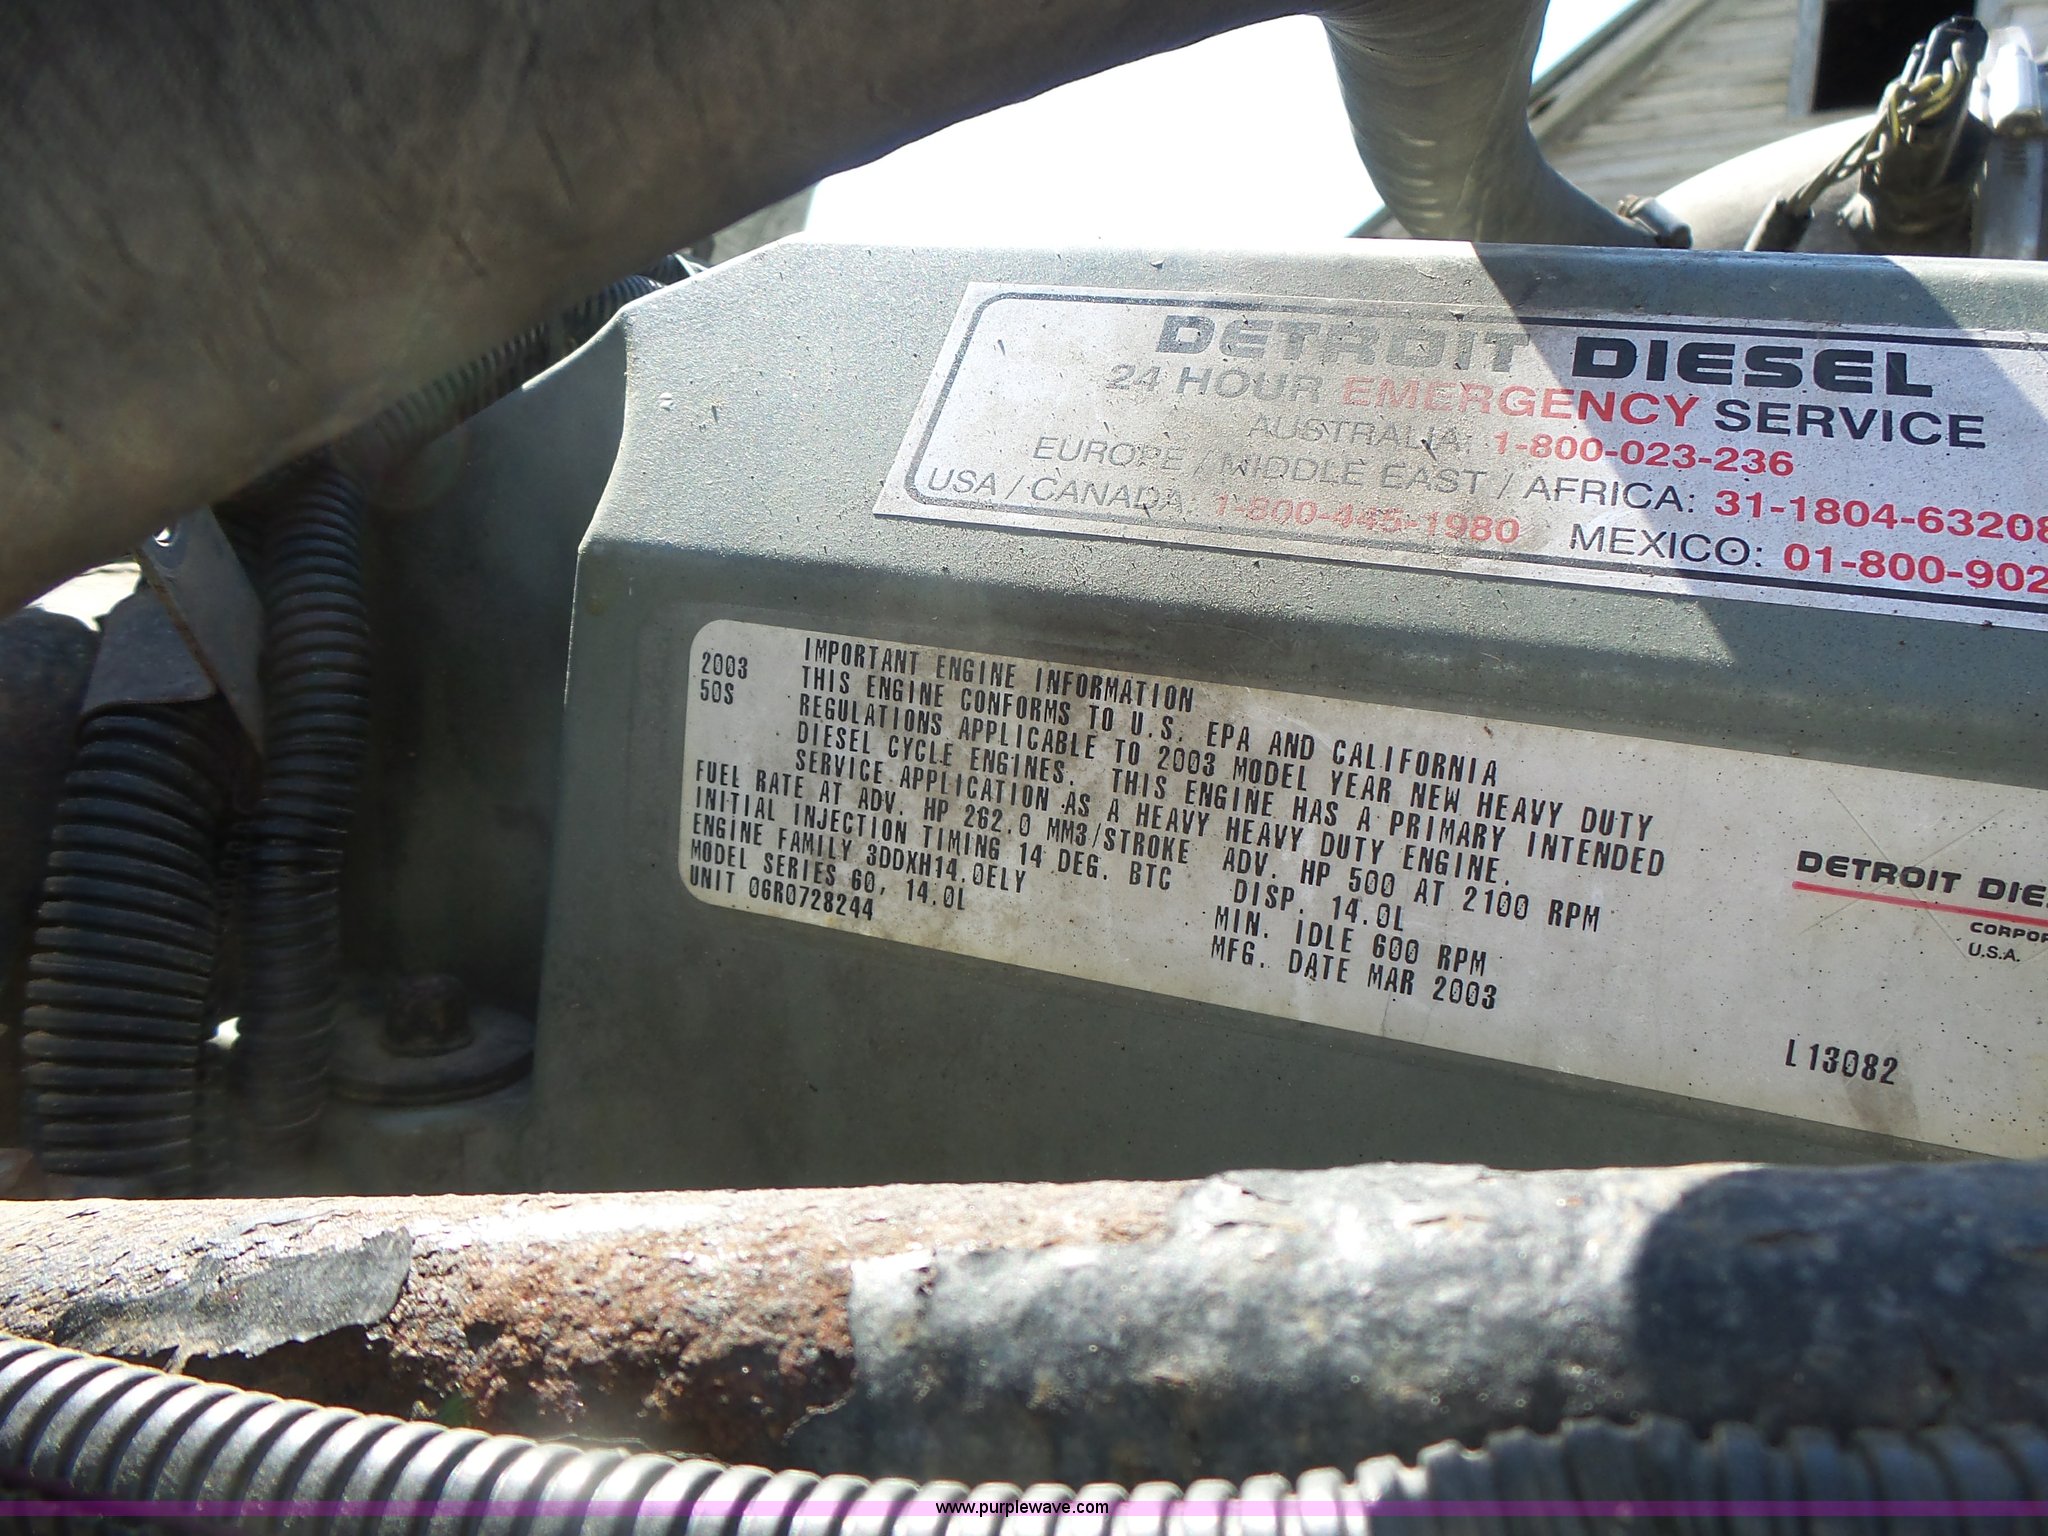 DETROIT DIESEL
24 HOUR EMERGENCY SERVICE
AUSTRALIA: 1-800-023-236
EUROPE / MIDDLE EAST / AFRICA: 31-1804-63208
USA / CANADA: 1-800-445-1980 MEXICO: 01-800-902
IMPORTANT ENGINE INFORMATION
2003 THIS ENGINE CONFORMS TO U.S. EPA AND CALIFORNIA
50S REGULATIONS APPLICABLE TO 2003 MODEL YEAR NEW HEAVY DUTY
DIESEL CYCLE ENGINES. THIS ENGINE HAS A PRIMARY INTENDED
SERVICE APPLICATION AS A HEAVY HEAVY DUTY ENGINE.
FUEL RATE AT ADV. HP 262.0 MM3/STROKE ADV. HP 500 AT 2100 RPM
INITIAL INJECTION TIMING 14 DEG. BTC DISP. 14.0L
ENGINE FAMILY 3DDXH14.0ELY MIN. IDLE 600 RPM
MODEL SERIES 60, 14.0L MFG. DATE MAR 2003
UNIT 06R0728244
DETROIT DIE
CORPOR
U.S.A.
L13082
www.purplewave.com